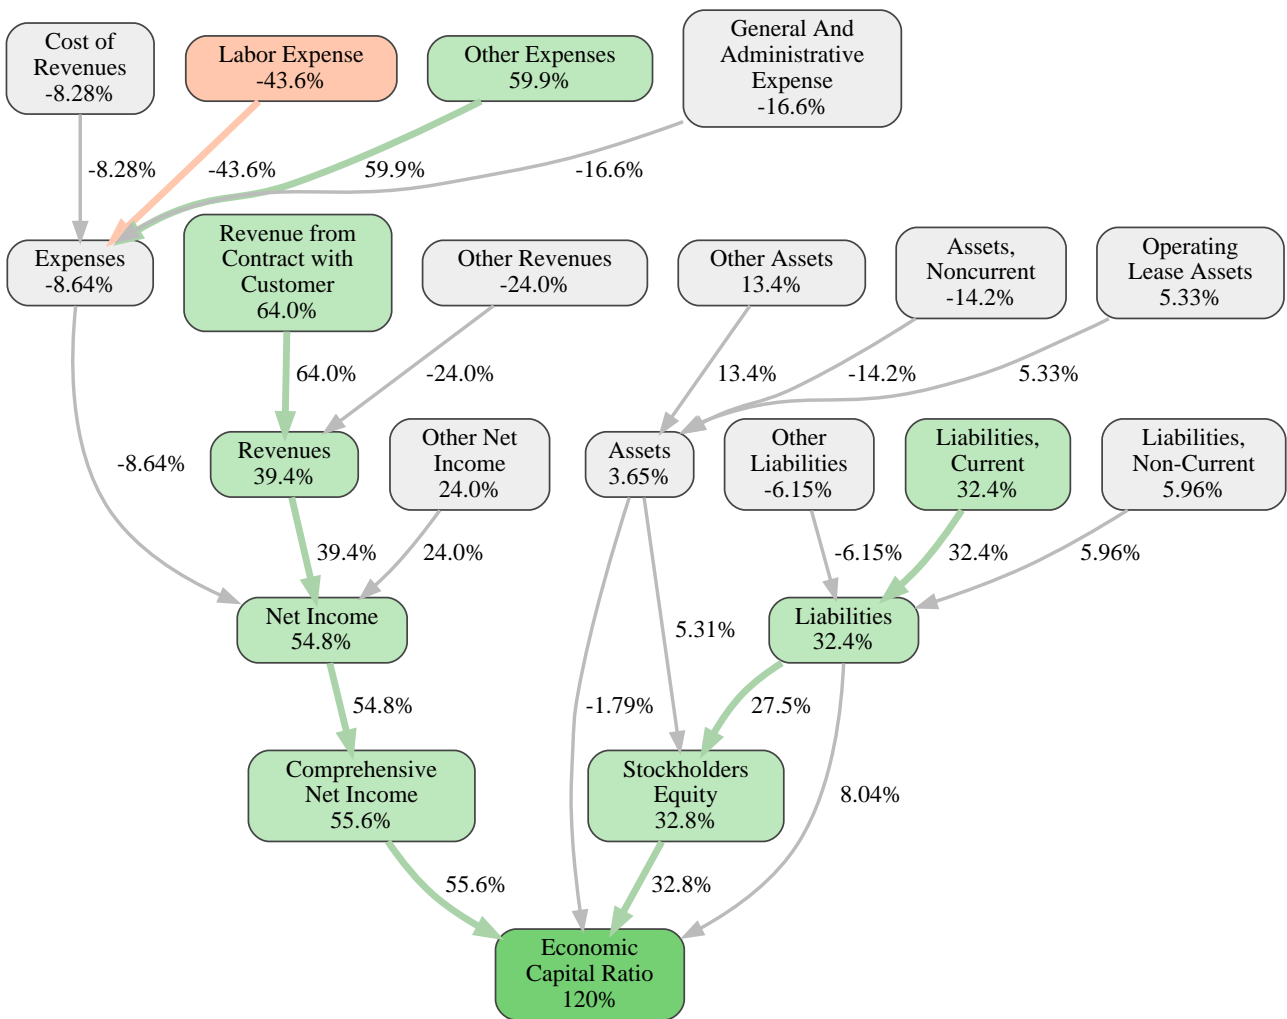 Cost of
Revenues
-8.28%
Labor Expense
-43.6%
Other Expenses
59.9%
General And
Administrative
Expense
-16.6%
-8.28%
-43.6%
59.9%
-16.6%
Expenses
-8.64%
Revenue from
Contract with
Customer
64.0%
Other Revenues
-24.0%
Other Assets
13.4%
Assets,
Noncurrent
-14.2%
Operating
Lease Assets
5.33%
64.0%
-24.0%
13.4%
-14.2%
5.33%
-8.64%
Revenues
39.4%
Other Net
Income
24.0%
Assets
3.65%
Other
Liabilities
-6.15%
Liabilities,
Current
32.4%
Liabilities,
Non-Current
5.96%
39.4%
24.0%
-6.15%
32.4%
5.96%
Net Income
54.8%
5.31%
Liabilities
32.4%
54.8%
-1.79%
27.5%
Comprehensive
Net Income
55.6%
Stockholders
Equity
32.8%
8.04%
55.6%
32.8%
Economic
Capital Ratio
120%